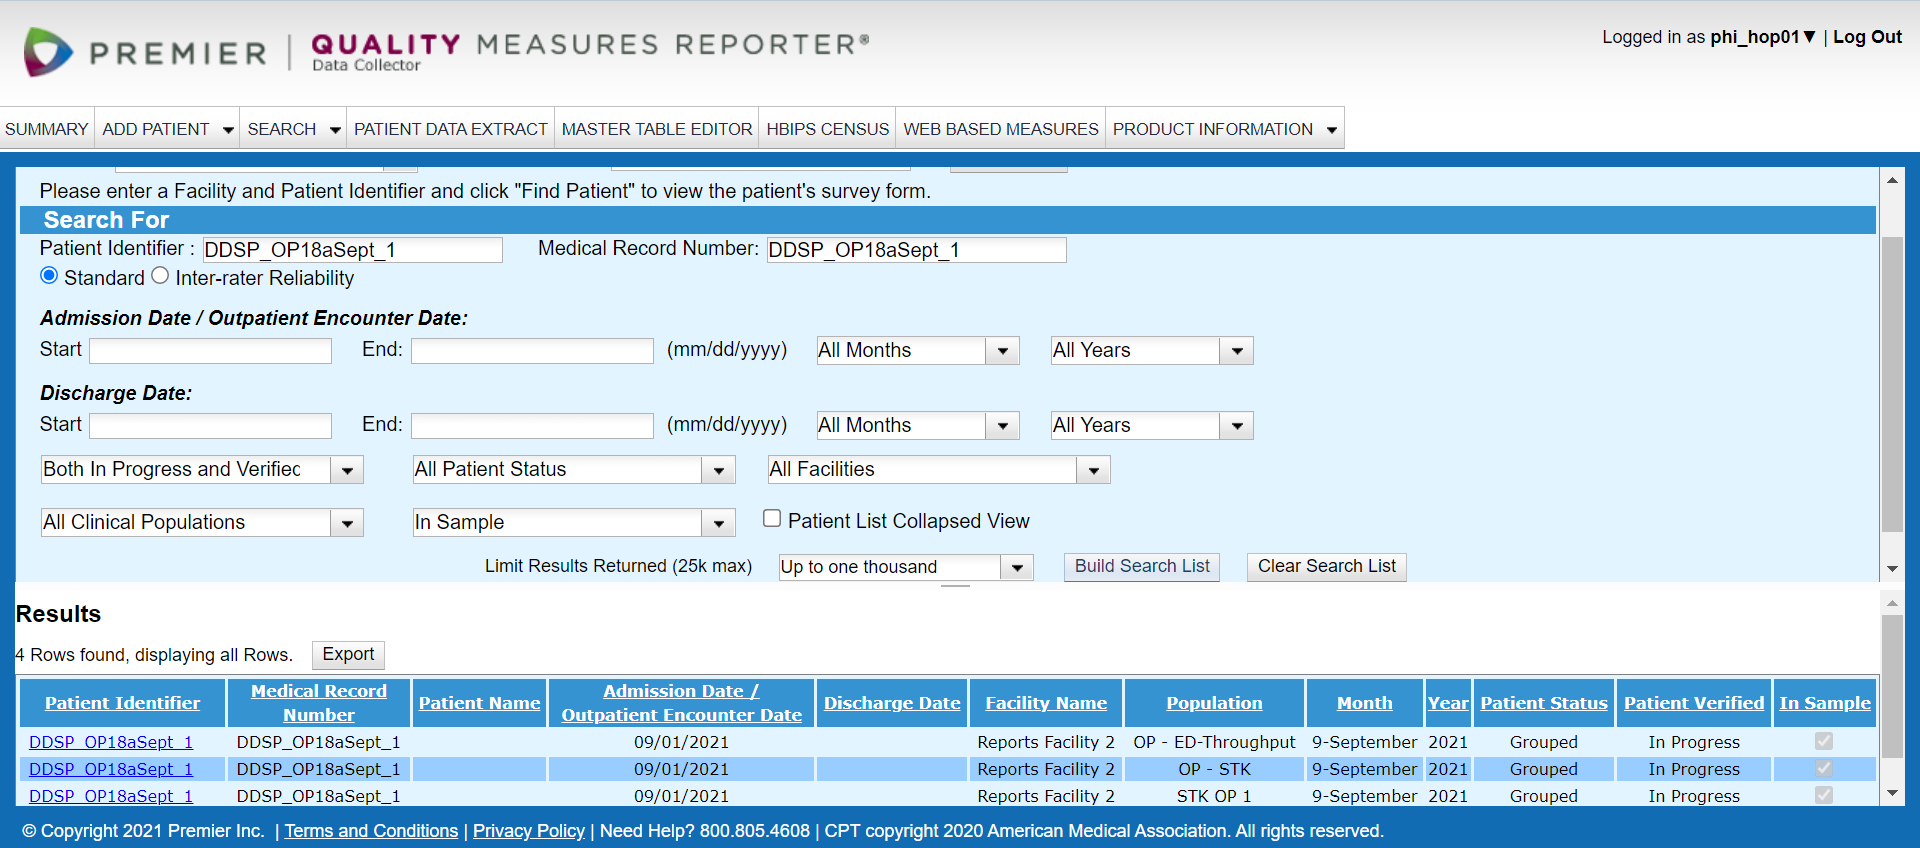 PREMIER | QUALITY MEASURES REPORTER®
Data Collector
Logged in as phi_hop01▼ | Log Out
SUMMARY ADD PATIENT SEARCH PATIENT DATA EXTRACT MASTER TABLE EDITOR HBIPS CENSUS WEB BASED MEASURES PRODUCT INFORMATION
Please enter a Facility and Patient Identifier and click "Find Patient" to view the patient's survey form.
Search For
Patient Identifier : DDSP_OP18aSept_1 Medical Record Number: DDSP_OP18aSept_1
Standard Inter-rater Reliability
Admission Date / Outpatient Encounter Date:
Start End: (mm/dd/yyyy) All Months All Years
Discharge Date:
Start End: (mm/dd/yyyy) All Months All Years
Both In Progress and Verified All Patient Status All Facilities
All Clinical Populations In Sample Patient List Collapsed View
Limit Results Returned (25k max) Up to one thousand Build Search List Clear Search List
Results
4 Rows found, displaying all Rows. Export
Patient Identifier Medical Record Number Patient Name Admission Date / Outpatient Encounter Date Discharge Date Facility Name Population Month Year Patient Status Patient Verified In Sample
DDSP_OP18aSept_1 DDSP_OP18aSept_1 09/01/2021 Reports Facility 2 OP - ED-Throughput 9-September 2021 Grouped In Progress
DDSP_OP18aSept_1 DDSP_OP18aSept_1 09/01/2021 Reports Facility 2 OP - STK 9-September 2021 Grouped In Progress
DDSP_OP18aSept_1 DDSP_OP18aSept_1 09/01/2021 Reports Facility 2 STK OP 1 9-September 2021 Grouped In Progress
© Copyright 2021 Premier Inc. | Terms and Conditions | Privacy Policy | Need Help? 800.805.4608 | CPT copyright 2020 American Medical Association. All rights reserved.